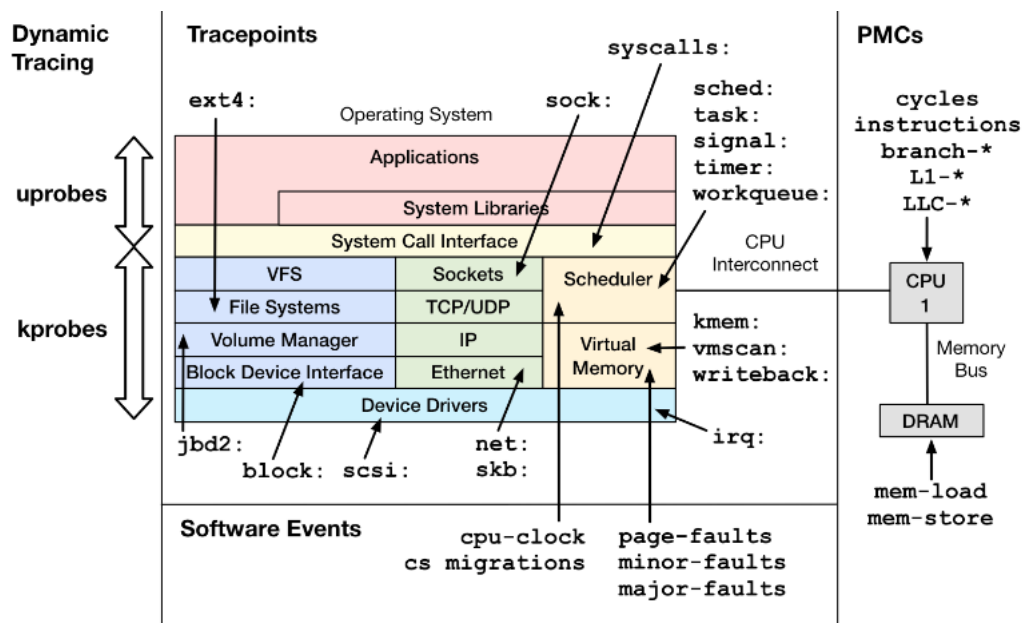 Dynamic
Tracing
Tracepoints
PMCs
syscalls:
ext4:
Operating System
sock:
sched:
task:
signal:
timer:
workqueue:
cycles
instructions
branch-*
L1-*
LLC-*
uprobes
kprobes
Applications
System Libraries
System Call Interface
VFS
Sockets
Scheduler
File Systems
TCP/UDP
Volume Manager
IP
Virtual
Memory
Block Device Interface
Ethernet
Device Drivers
CPU
Interconnect
CPU
1
kmem:
vmscan:
writeback:
Memory
Bus
DRAM
jbd2:
block:
scsi:
net:
skb:
irq:
mem-load
mem-store
Software Events
cpu-clock
cs migrations
page-faults
minor-faults
major-faults